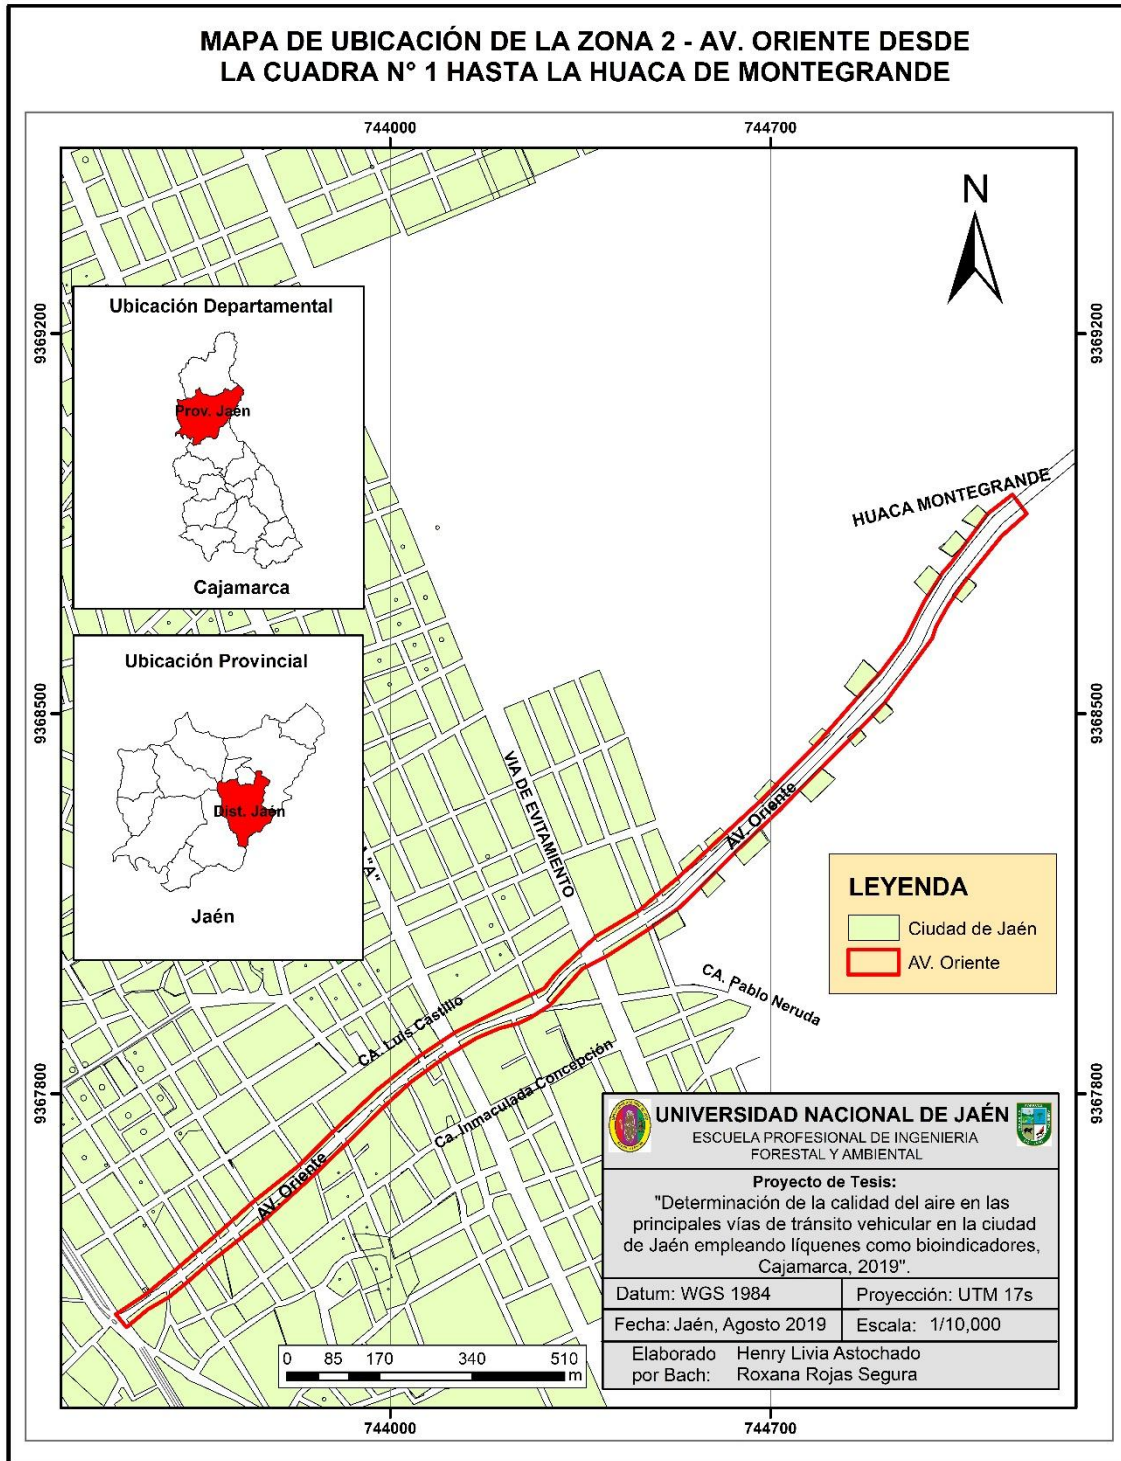 MAPA DE UBICACIÓN DE LA ZONA 2 - AV. ORIENTE DESDE
LA CUADRA N° 1 HASTA LA HUACA DE MONTEGRANDE
744000
744700
N
9369200
9369200
Ubicación Departamental
Prov. Jaén
Cajamarca
HUACA MONTEGRANDE
Ubicación Provincial
Dist. Jaén
Jaén
9368500
9368500
VIA DE EVITAMIENTO
AV. Oriente
"A"
LEYENDA
Ciudad de Jaén
AV. Oriente
CA. Pablo Neruda
CA. Luis Castillo
Ca. Inmaculada Concepción
AV. Oriente
9367800
9367800
UNIVERSIDAD NACIONAL DE JAÉN
ESCUELA PROFESIONAL DE INGENIERIA
FORESTAL Y AMBIENTAL
Proyecto de Tesis:
"Determinación de la calidad del aire en las
principales vías de tránsito vehicular en la ciudad
de Jaén empleando líquenes como bioindicadores,
Cajamarca, 2019".
Datum: WGS 1984
Proyección: UTM 17s
Fecha: Jaén, Agosto 2019
Escala: 1/10,000
Elaborado Henry Livia Astochado
por Bach: Roxana Rojas Segura
0 85 170 340 510
m
744000
744700